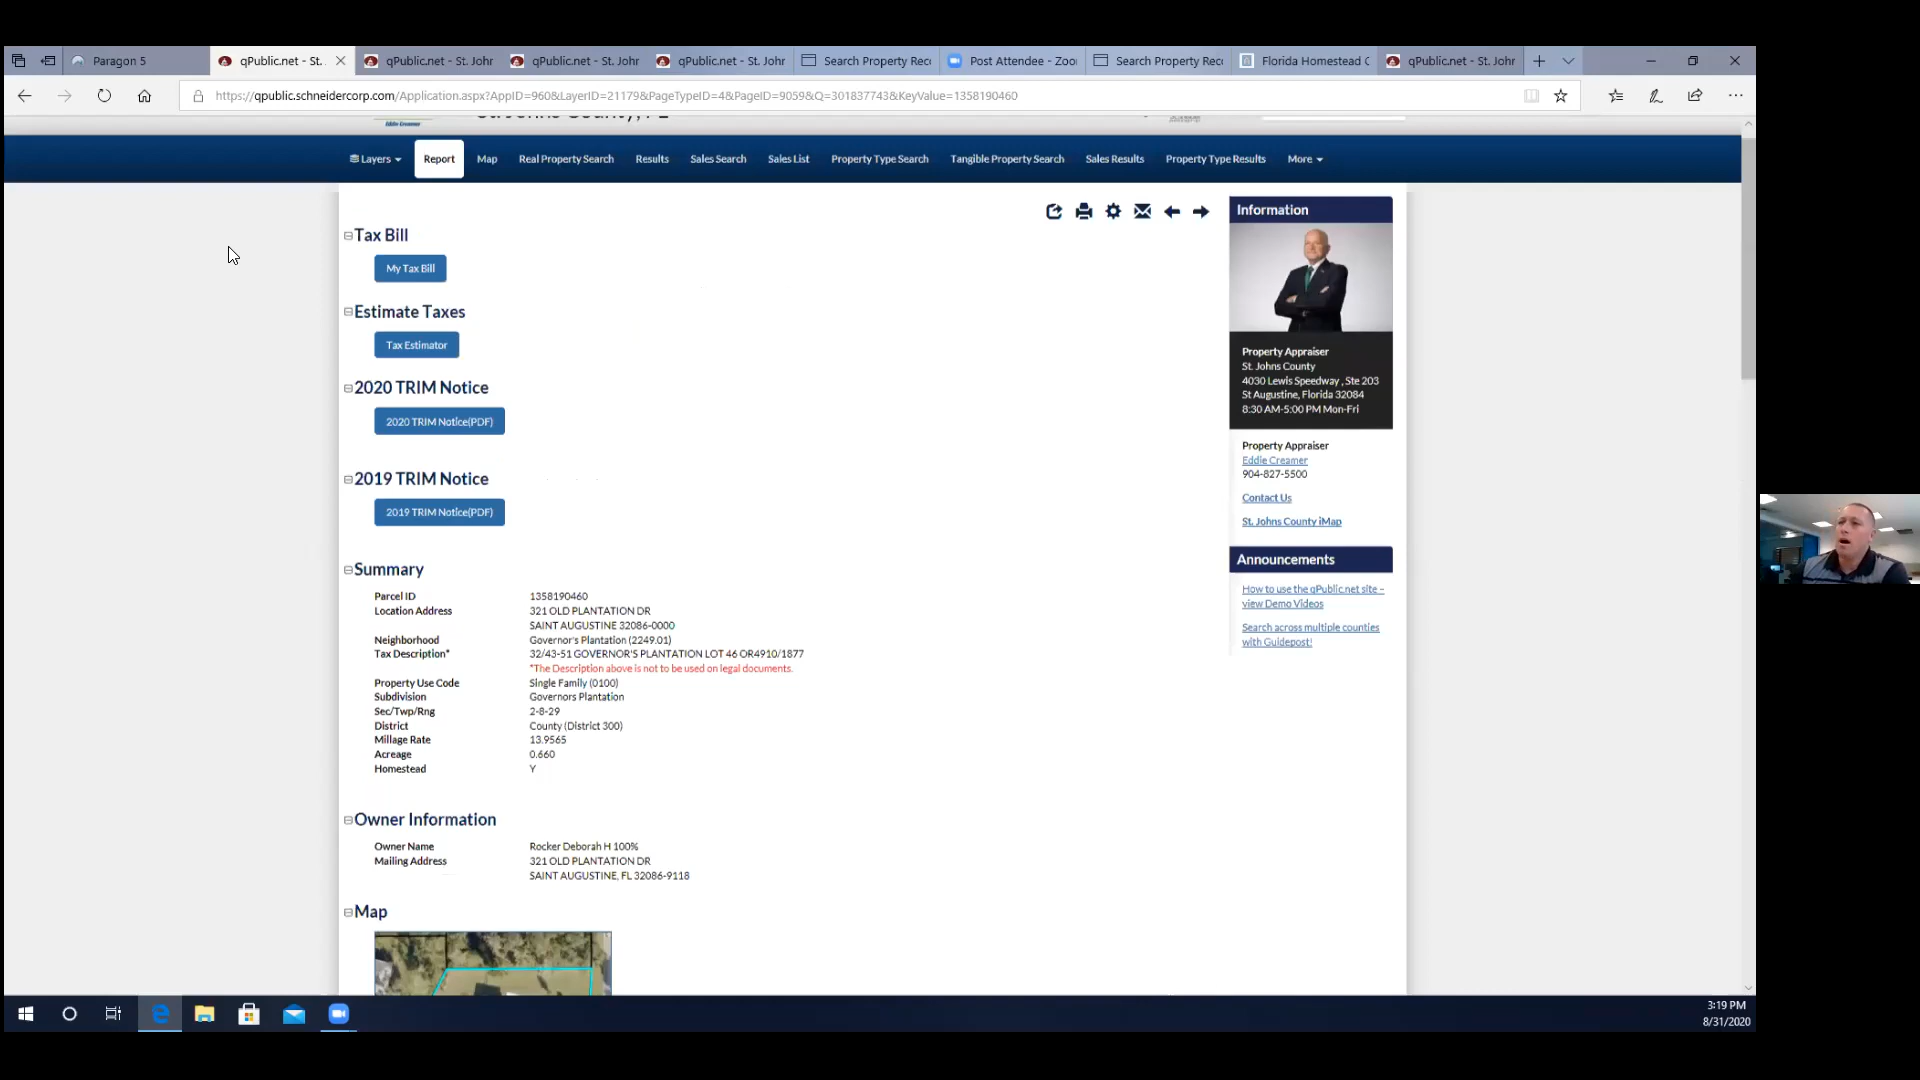 Paragon 5
qPublic.net - St.
qPublic.net - St. Johr
qPublic.net - St. Johr
qPublic.net - St. Johr
Search Property Rec
Post Attendee - Zoo
Search Property Rec
Florida Homestead C
qPublic.net - St. Johr
https://qpublic.schneidercorp.com/Application.aspx?AppID=960&LayerID=21179&PageTypeID=4&PageID=9059&Q=301837743&KeyValue=1358190460
Eddie Creamer
Layers
Report
Map
Real Property Search
Results
Sales Search
Sales List
Property Type Search
Tangible Property Search
Sales Results
Property Type Results
More
Tax Bill
My Tax Bill
Estimate Taxes
Tax Estimator
2020 TRIM Notice
2020 TRIM Notice(PDF)
2019 TRIM Notice
2019 TRIM Notice(PDF)
Summary
Parcel ID 1358190460
Location Address 321 OLD PLANTATION DR
SAINT AUGUSTINE 32086-0000
Neighborhood Governor's Plantation (2249.01)
Tax Description* 32/43-51 GOVERNOR'S PLANTATION LOT 46 OR4910/1877
*The Description above is not to be used on legal documents.
Property Use Code Single Family (0100)
Subdivision Governors Plantation
Sec/Twp/Rng 2-8-29
District County (District 300)
Millage Rate 13.9565
Acreage 0.660
Homestead Y
Owner Information
Owner Name Rocker Deborah H 100%
Mailing Address 321 OLD PLANTATION DR
SAINT AUGUSTINE, FL 32086-9118
Map
Information
Property Appraiser
St. Johns County
4030 Lewis Speedway , Ste 203
St Augustine, Florida 32084
8:30 AM-5:00 PM Mon-Fri
Property Appraiser
Eddie Creamer
904-827-5500
Contact Us
St. Johns County iMap
Announcements
How to use the qPublic.net site –
view Demo Videos
Search across multiple counties
with Guidepost!
3:19 PM
8/31/2020